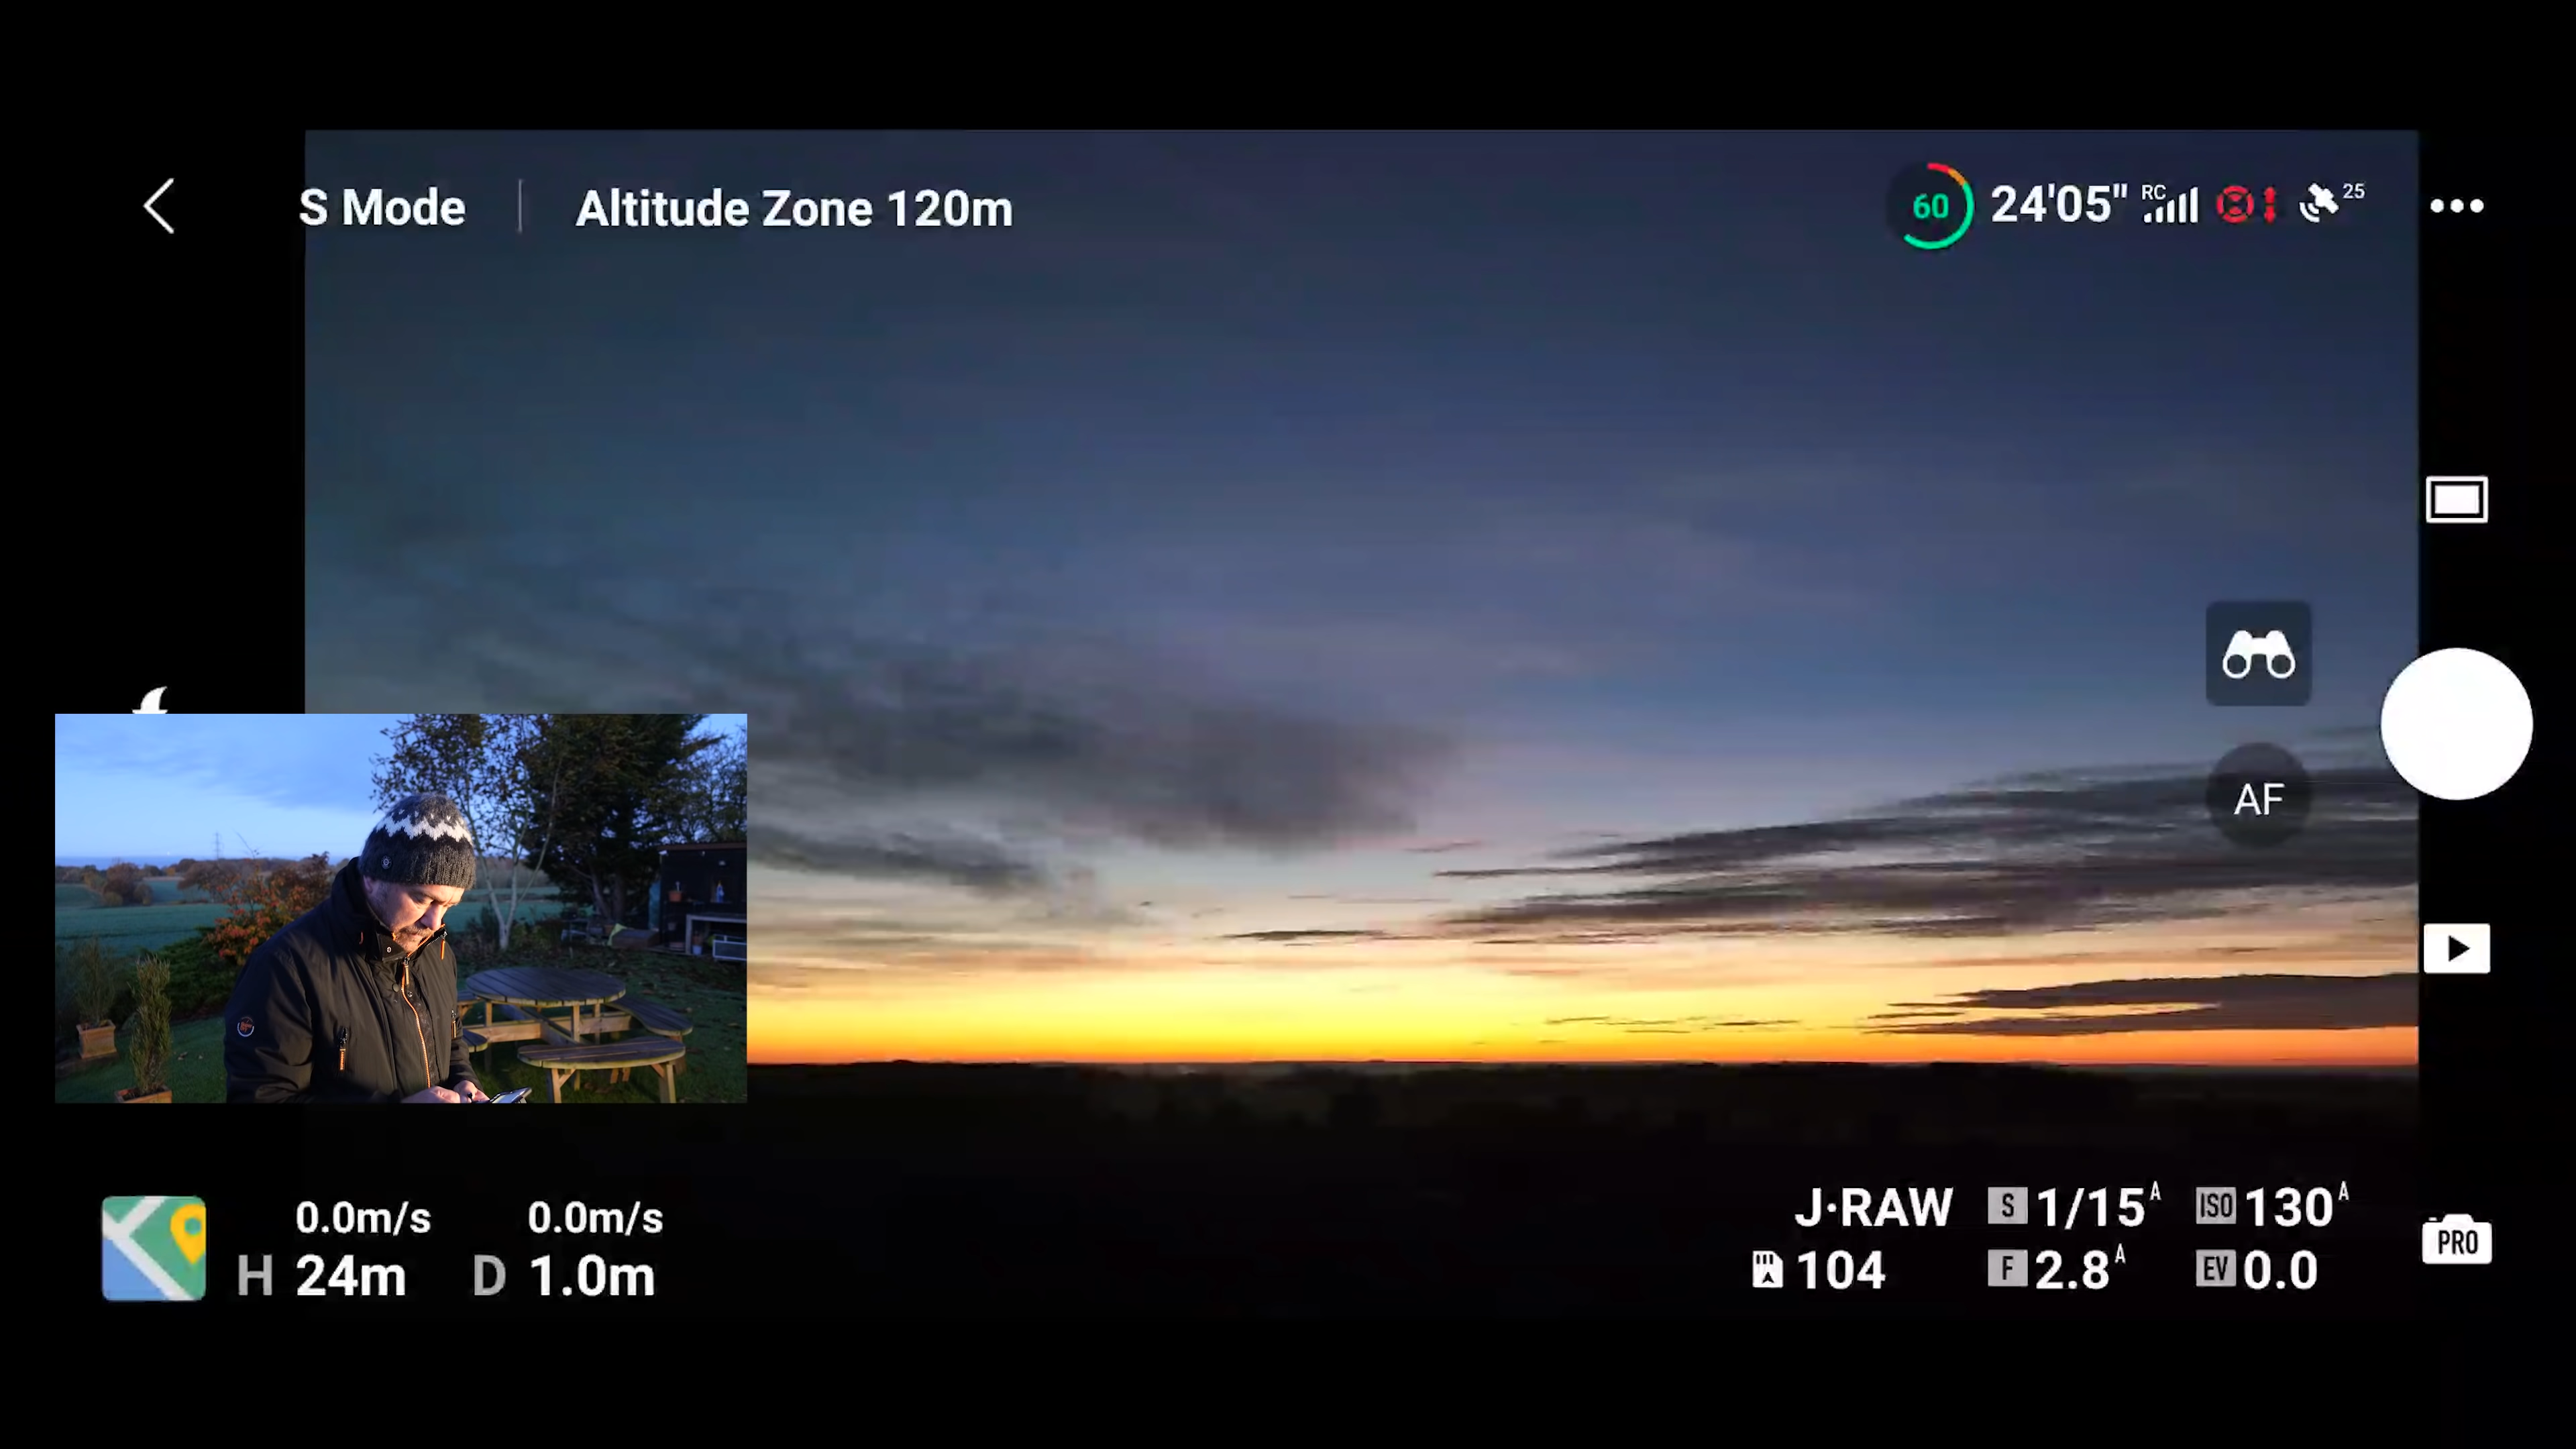 S Mode | Altitude Zone 120m
60 24'05" RC 25
AF
0.0m/s 0.0m/s
H 24m D 1.0m
J·RAW S 1/15 A ISO 130 A
104 F 2.8 A EV 0.0
PRO